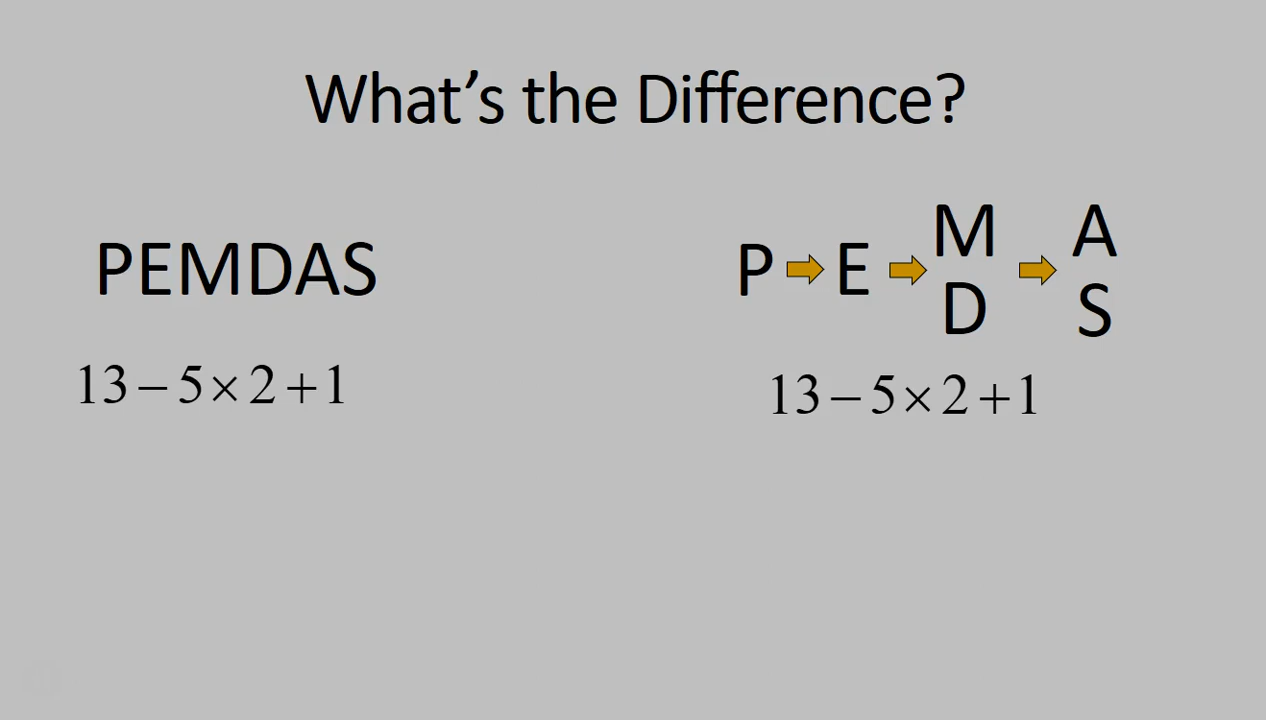 What’s the Difference?
PEMDAS
P E M D A S
13 – 5 × 2 + 1
13 – 5 × 2 + 1